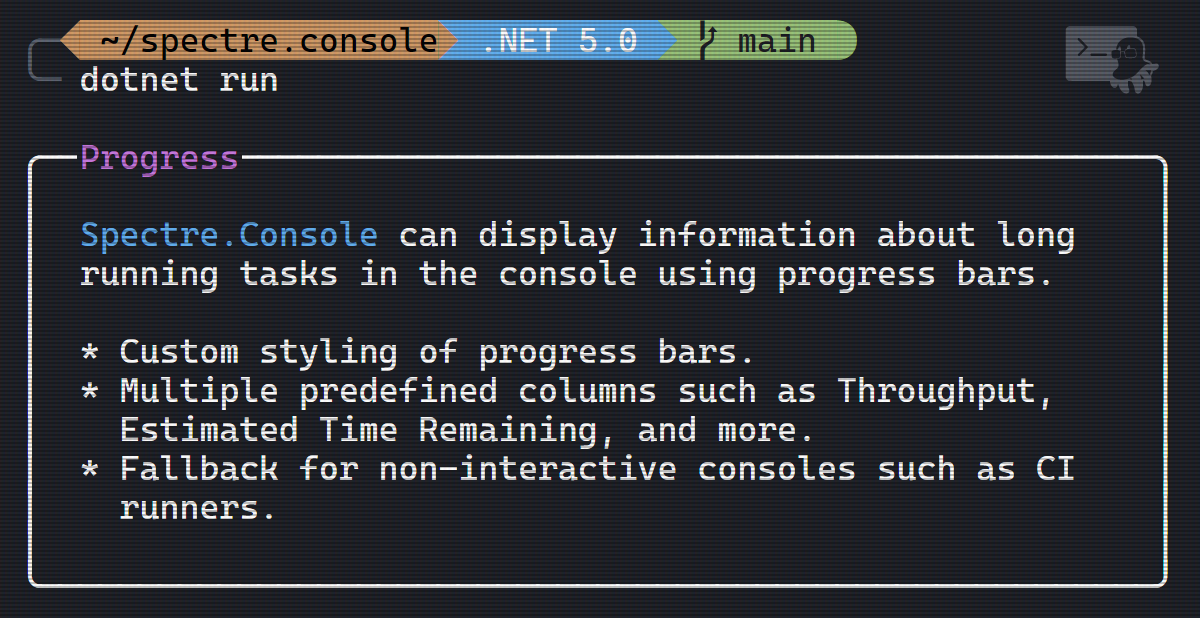 ~/spectre.console .NET 5.0 main
dotnet run
>_
Progress
Spectre.Console can display information about long
running tasks in the console using progress bars.
* Custom styling of progress bars.
* Multiple predefined columns such as Throughput,
Estimated Time Remaining, and more.
* Fallback for non-interactive consoles such as CI
runners.